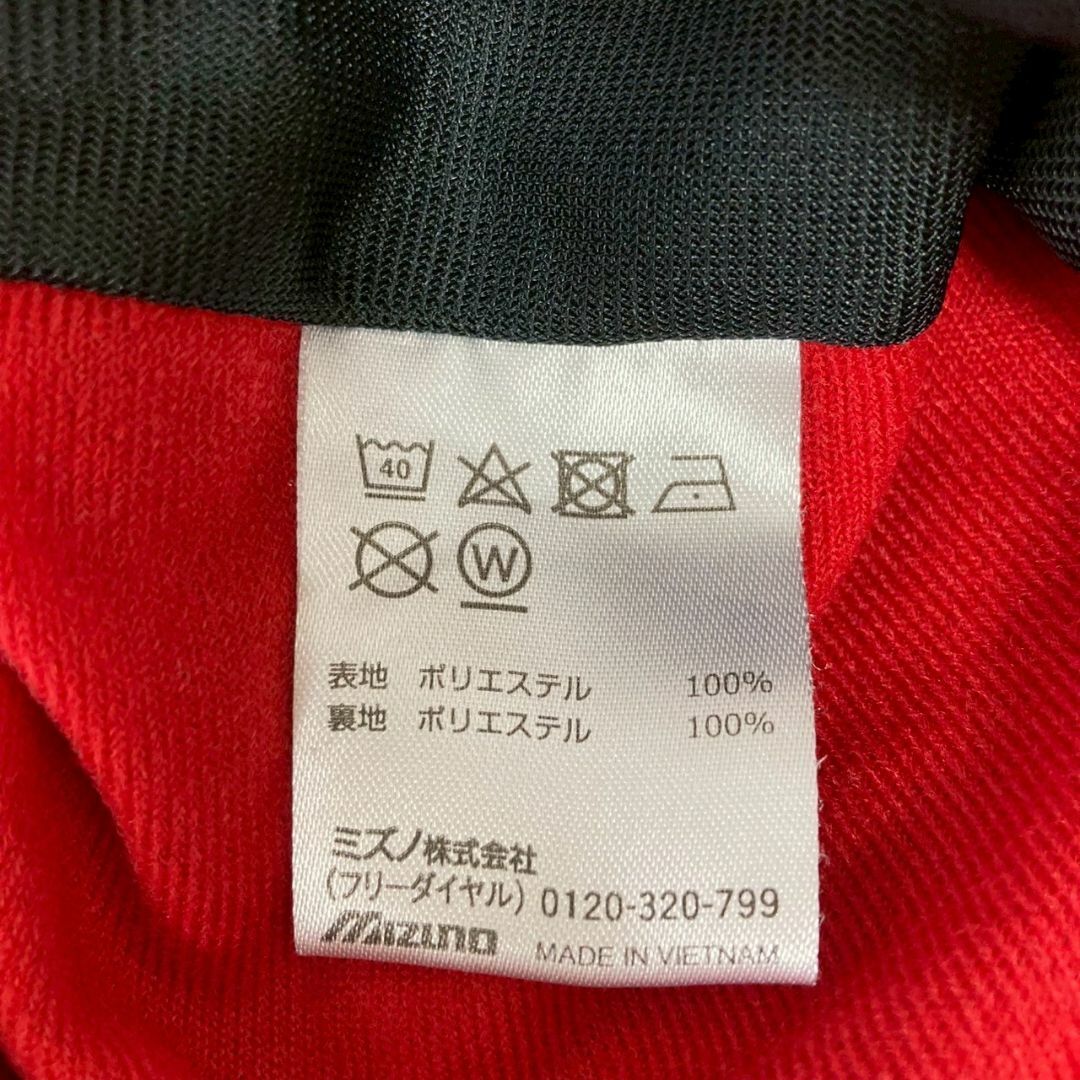 40
W
表地 ポリエステル 100%
裏地 ポリエステル 100%
ミズノ株式会社
(フリーダイヤル) 0120-320-799
Mizuno MADE IN VIETNAM